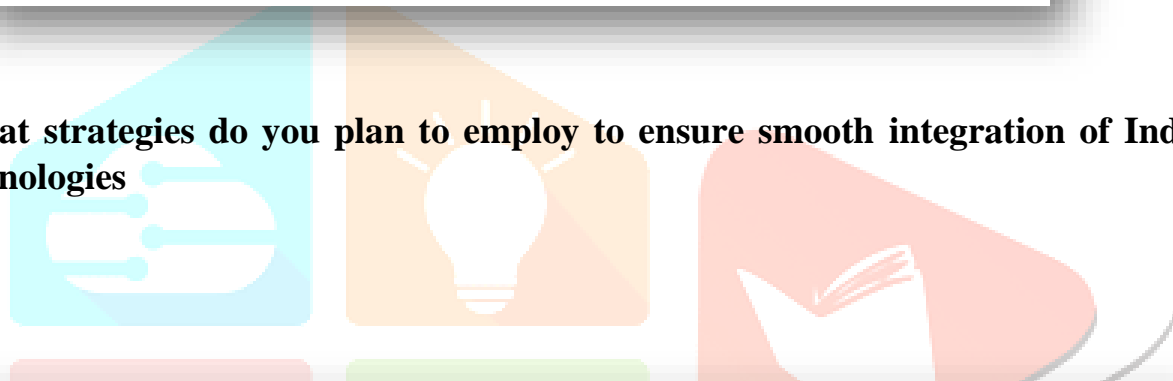 at strategies do you plan to employ to ensure smooth integration of Ind
nologies